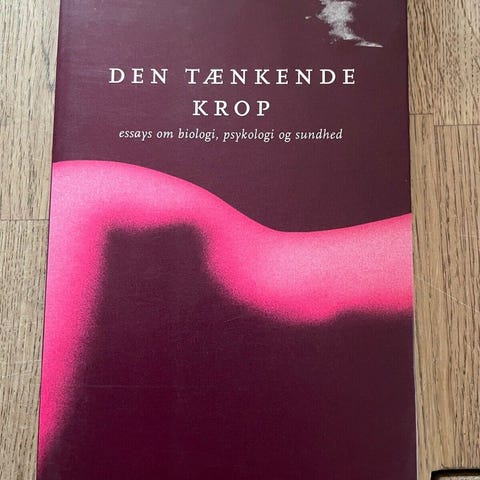 DEN TÆNKENDE
KROP
essays om biologi, psykologi og sundhed